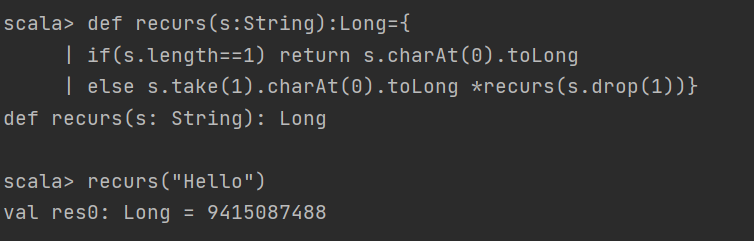 scala> def recurs(s:String):Long={
     | if(s.length==1) return s.charAt(0).toLong
     | else s.take(1).charAt(0).toLong *recurs(s.drop(1))}
def recurs(s: String): Long

scala> recurs("Hello")
val res0: Long = 9415087488